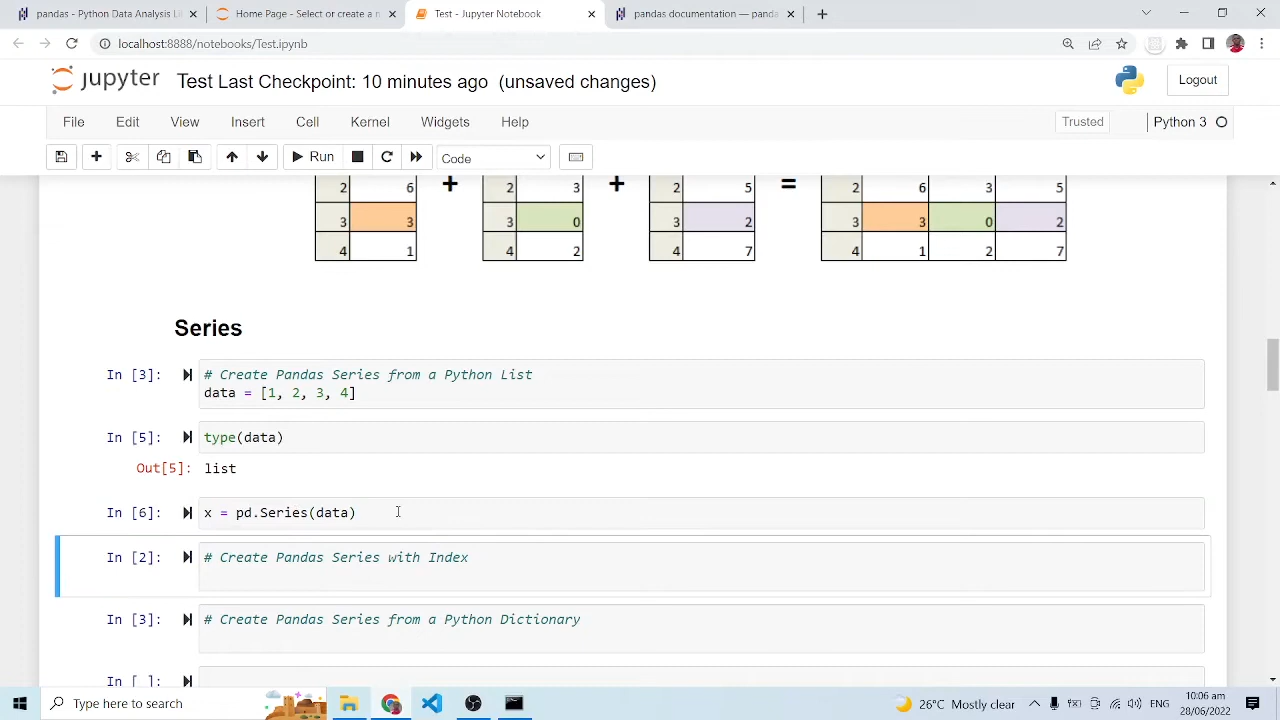 pandas - Python Data Analysis Li
Home Page - Select or create a n
Test - Jupyter Notebook
pandas documentation — panda
localhost:8888/notebooks/Test.ipynb
jupyter Test Last Checkpoint: 10 minutes ago (unsaved changes)
Logout
File Edit View Insert Cell Kernel Widgets Help
Trusted
Python 3
Run
Code
2 6 + 2 3 + 2 5 = 2 6 3 5
3 3 3 0 3 2 3 3 0 2
4 1 4 2 4 7 4 1 2 7
Series
In [3]: # Create Pandas Series from a Python List
data = [1, 2, 3, 4]
In [5]: type(data)
Out[5]: list
In [6]: x = pd.Series(data)
In [2]: # Create Pandas Series with Index
In [3]: # Create Pandas Series from a Python Dictionary
In [ ]:
Type here to search
26°C Mostly clear
ENG
10:06 am
28/06/2022